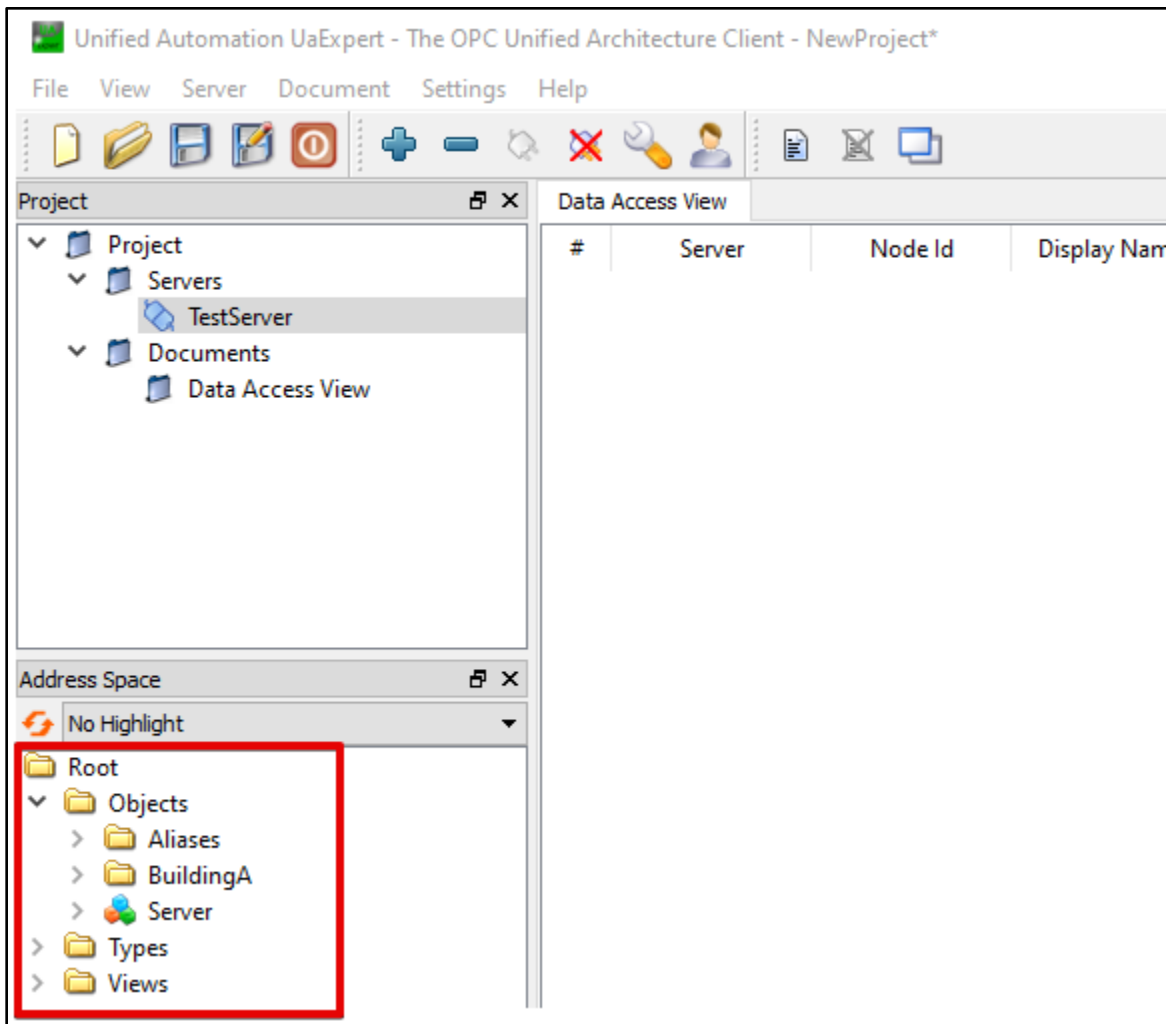 Unified Automation UaExpert - The OPC Unified Architecture Client - NewProject*
File View Server Document Settings Help
Project
Data Access View
Project
Servers
TestServer
Documents
Data Access View
# Server Node Id Display Nam
Address Space
No Highlight
Root
Objects
Aliases
BuildingA
Server
Types
Views